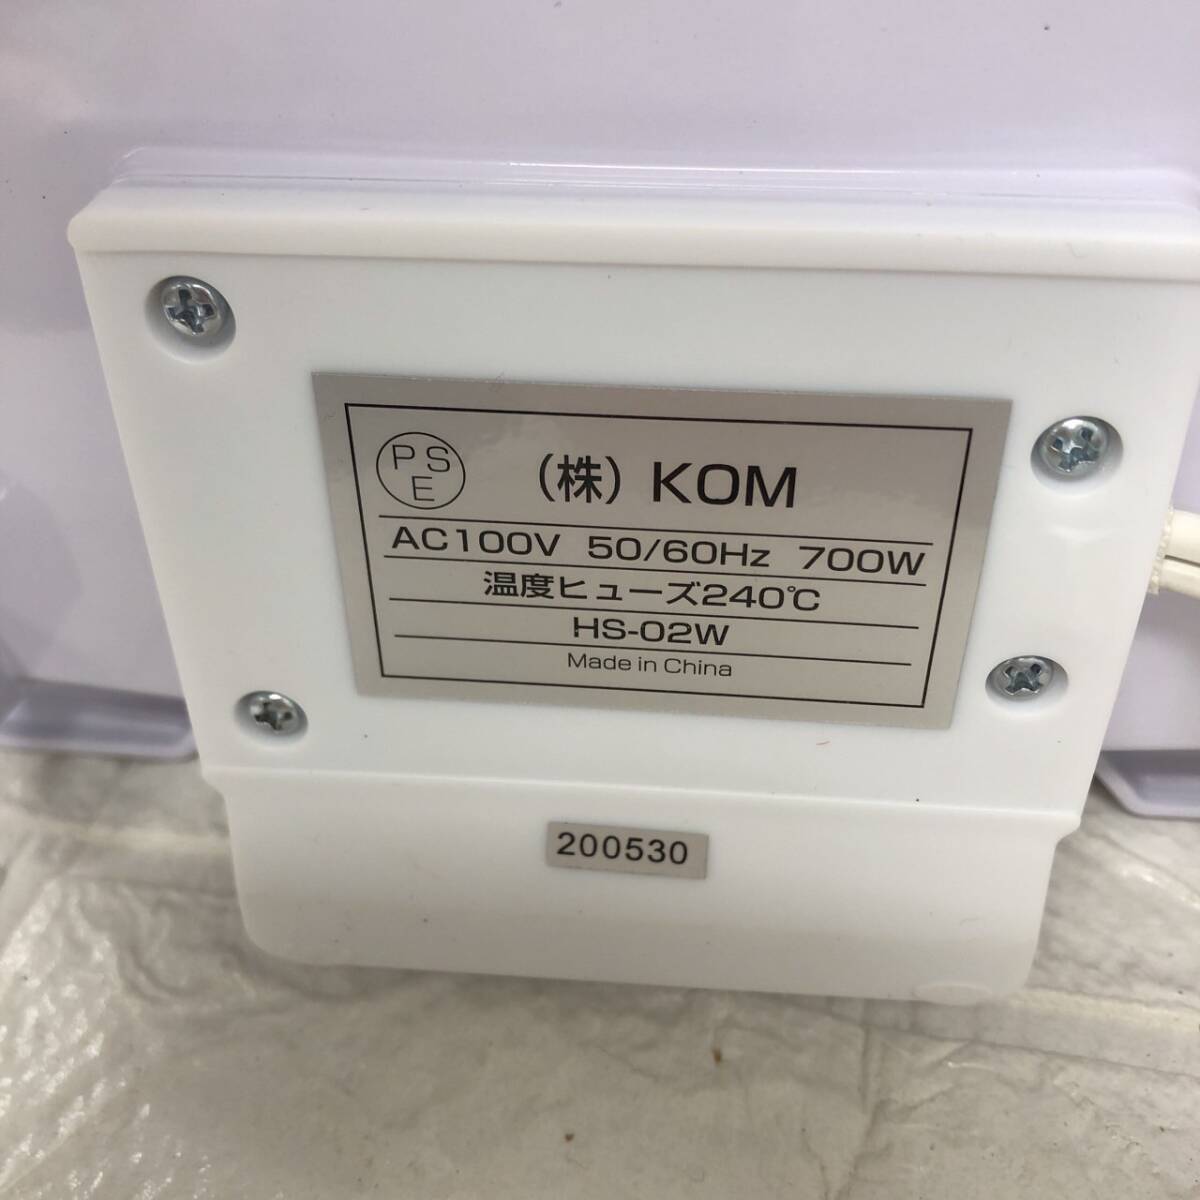 PSE
（株）KOM
AC100V 50/60Hz 700W
温度ヒューズ240℃
HS-02W
Made in China
200530